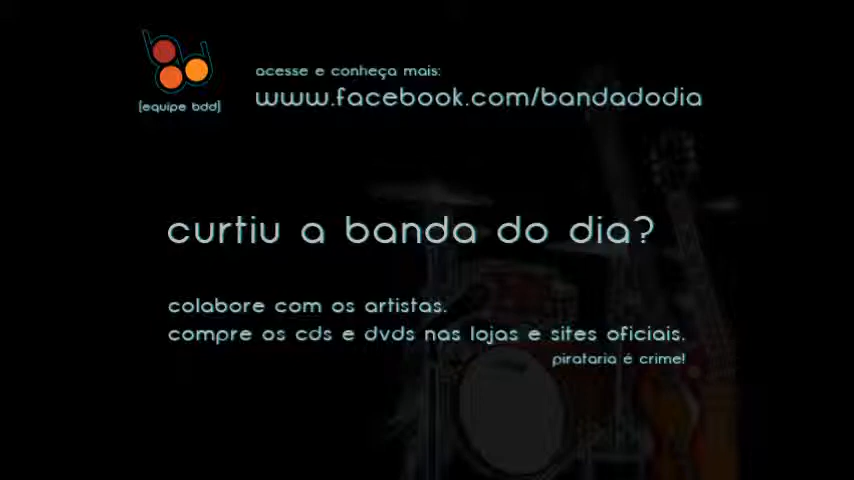 acesse e conheça mais:
www.facebook.com/bandadodia
[equipe bdd]
curtiu a banda do dia?
colabore com os artistas.
compre os cds e dvds nas lojas e sites oficiais.
pirataria é crime!